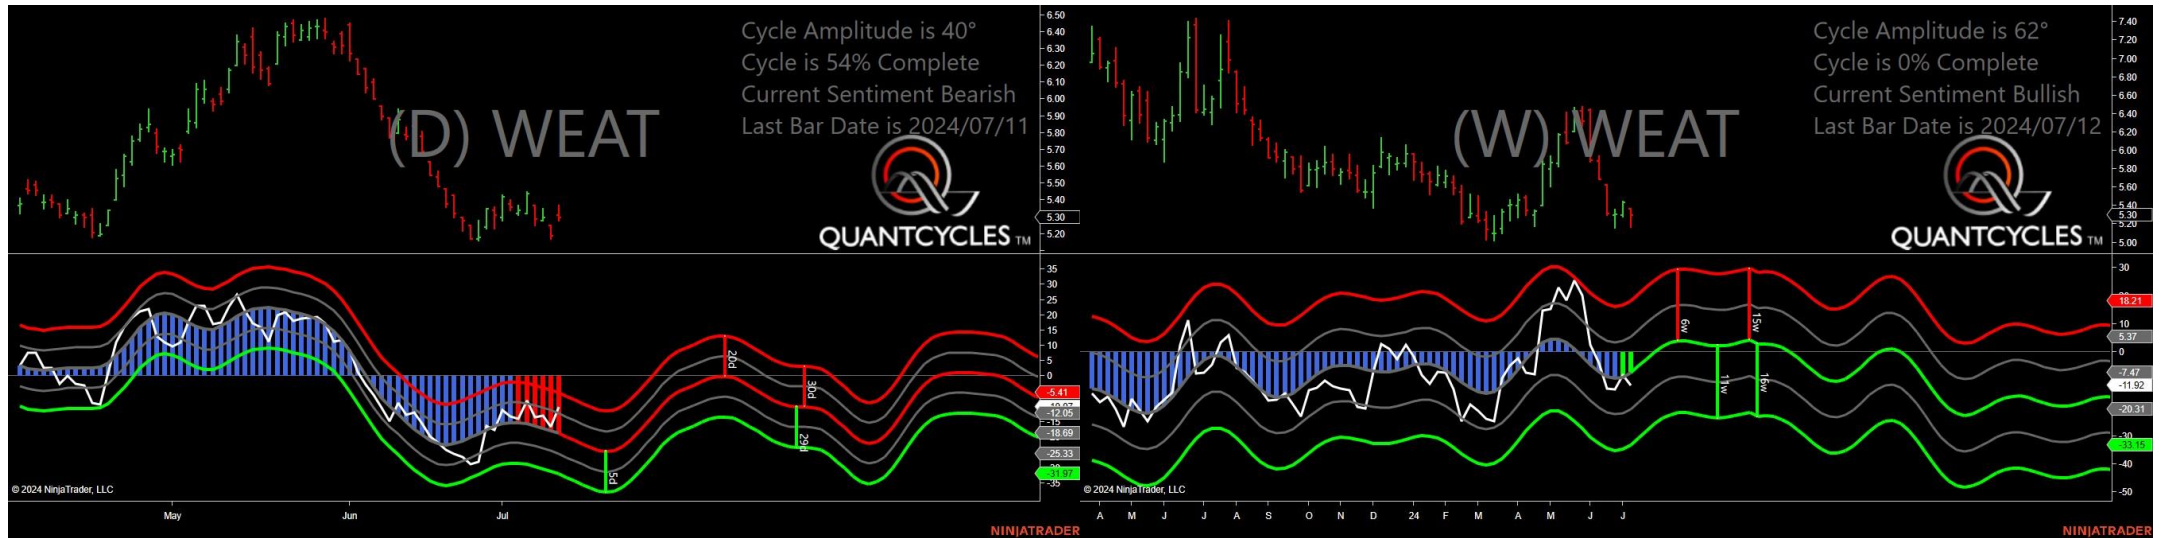 Cycle Amplitude is 40°
Cycle is 54% Complete
Current Sentiment Bearish
Last Bar Date is 2024/07/11
(D) WEAT
QUANTCYCLES TM
6.50
6.40
6.30
6.20
6.10
6.00
5.90
5.80
5.70
5.60
5.50
5.40
5.30
5.20
35
30
25
20
15
10
5
0
-5.41
-12.05
-15
-18.69
-25.33
-31.97
-35
20d
30d
29d
5d
© 2024 NinjaTrader, LLC
May
Jun
Jul
NINJATRADER
Cycle Amplitude is 62°
Cycle is 0% Complete
Current Sentiment Bullish
Last Bar Date is 2024/07/12
(W) WEAT
QUANTCYCLES TM
7.40
7.20
7.00
6.80
6.60
6.40
6.20
6.00
5.80
5.60
5.40
5.30
5.20
5.00
30
18.21
10
5.37
0
-7.47
-11.92
-20.31
-30
-33.15
-40
-50
6w
15w
11w
16w
© 2024 NinjaTrader, LLC
A M J J A S O N D 24 F M A M J J
NINJATRADER